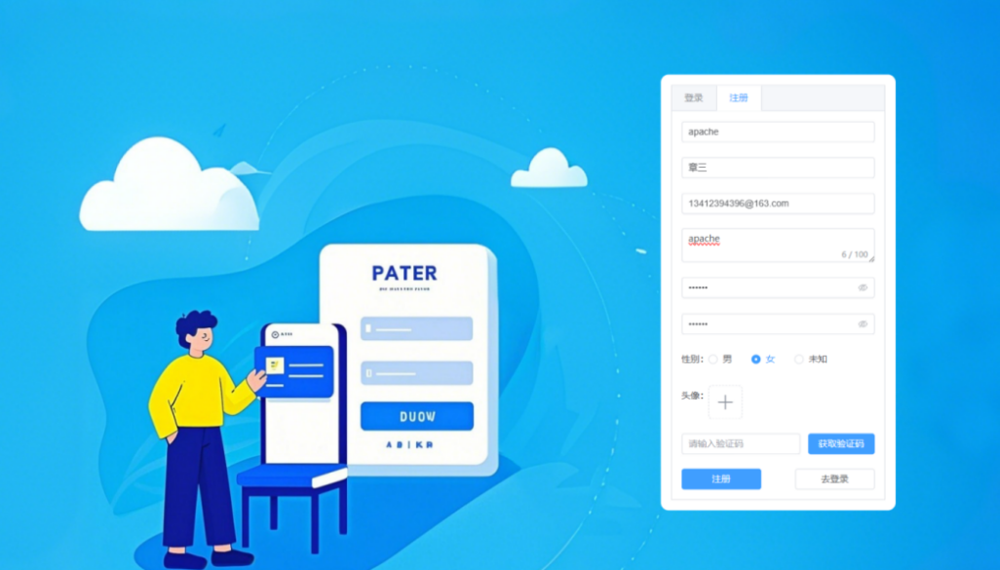 PATER
DUOW
登录 注册
apache
章三
13412394396@163.com
apache
6 / 100
••••••
••••••
性别: 男 女 未知
头像:
请输入验证码 获取验证码
注册 去登录